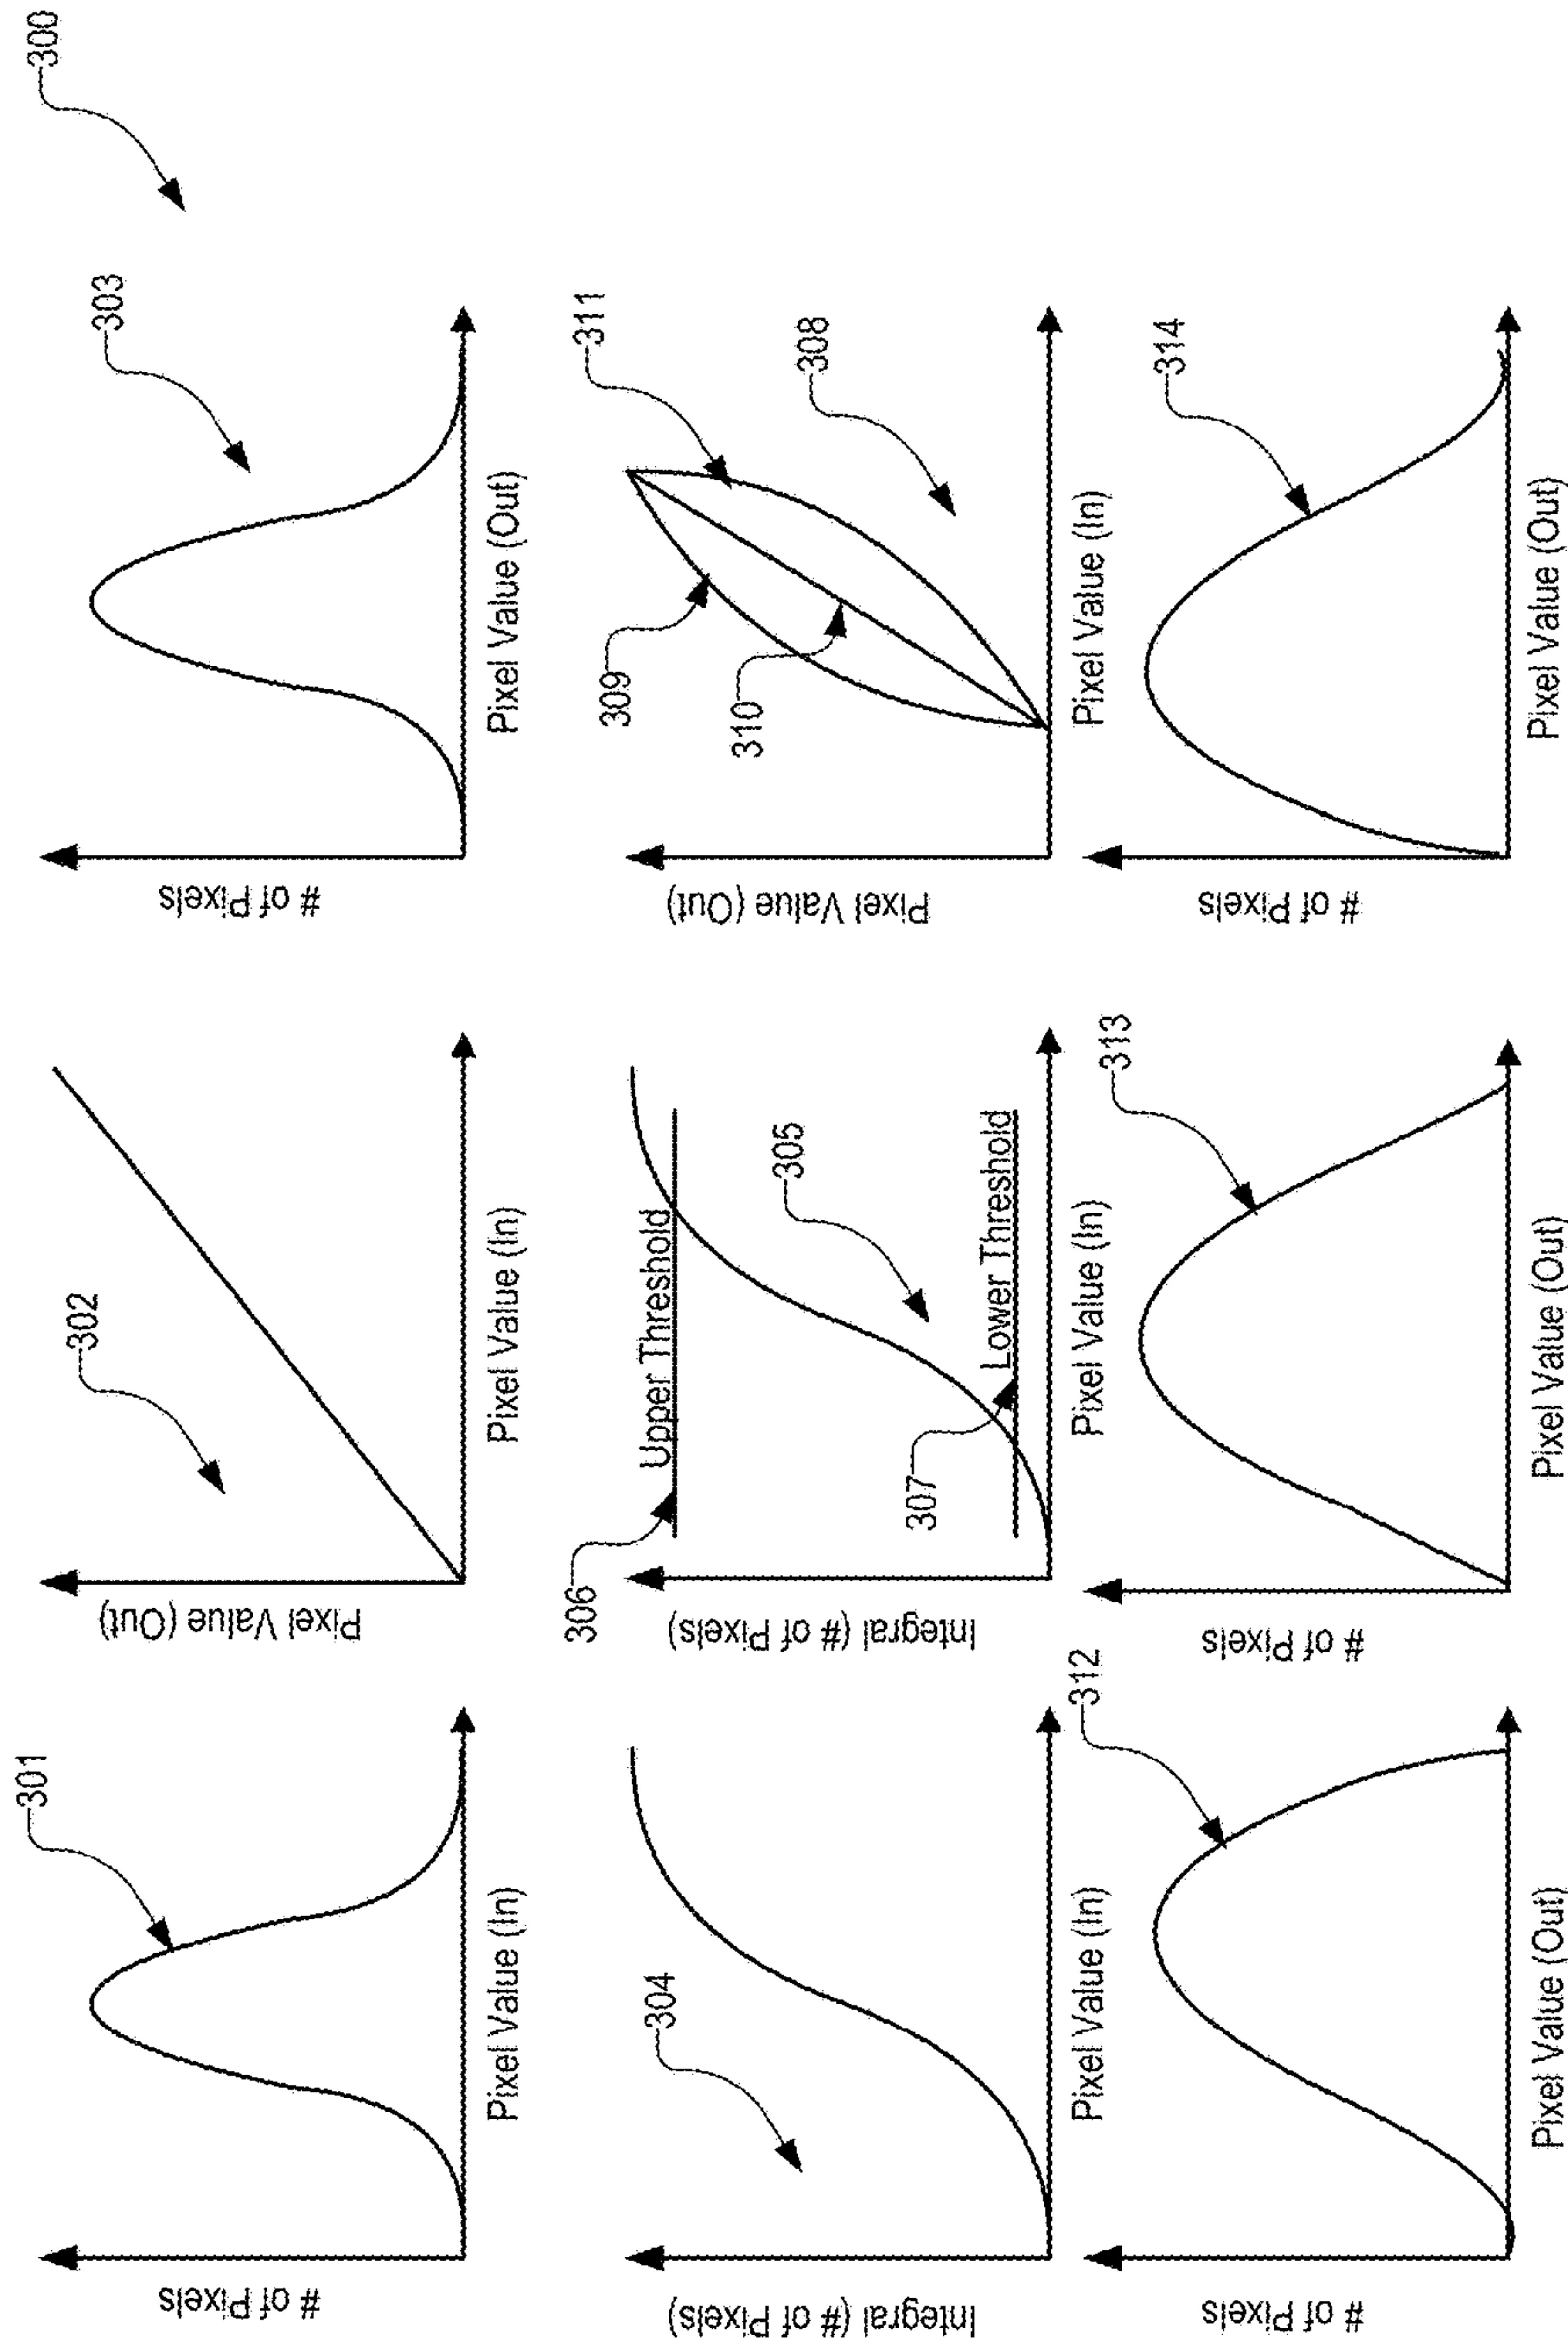 300
301
302
303
# of Pixels
Pixel Value (In)
Pixel Value (Out)
Pixel Value (In)
# of Pixels
Pixel Value (Out)
304
Integral (# of Pixels)
Pixel Value (In)
306
Upper Threshold
305
307
Lower Threshold
Integral (# of Pixels)
Pixel Value (In)
309
310
311
308
Pixel Value (Out)
Pixel Value (In)
312
# of Pixels
Pixel Value (Out)
313
# of Pixels
Pixel Value (Out)
314
# of Pixels
Pixel Value (Out)